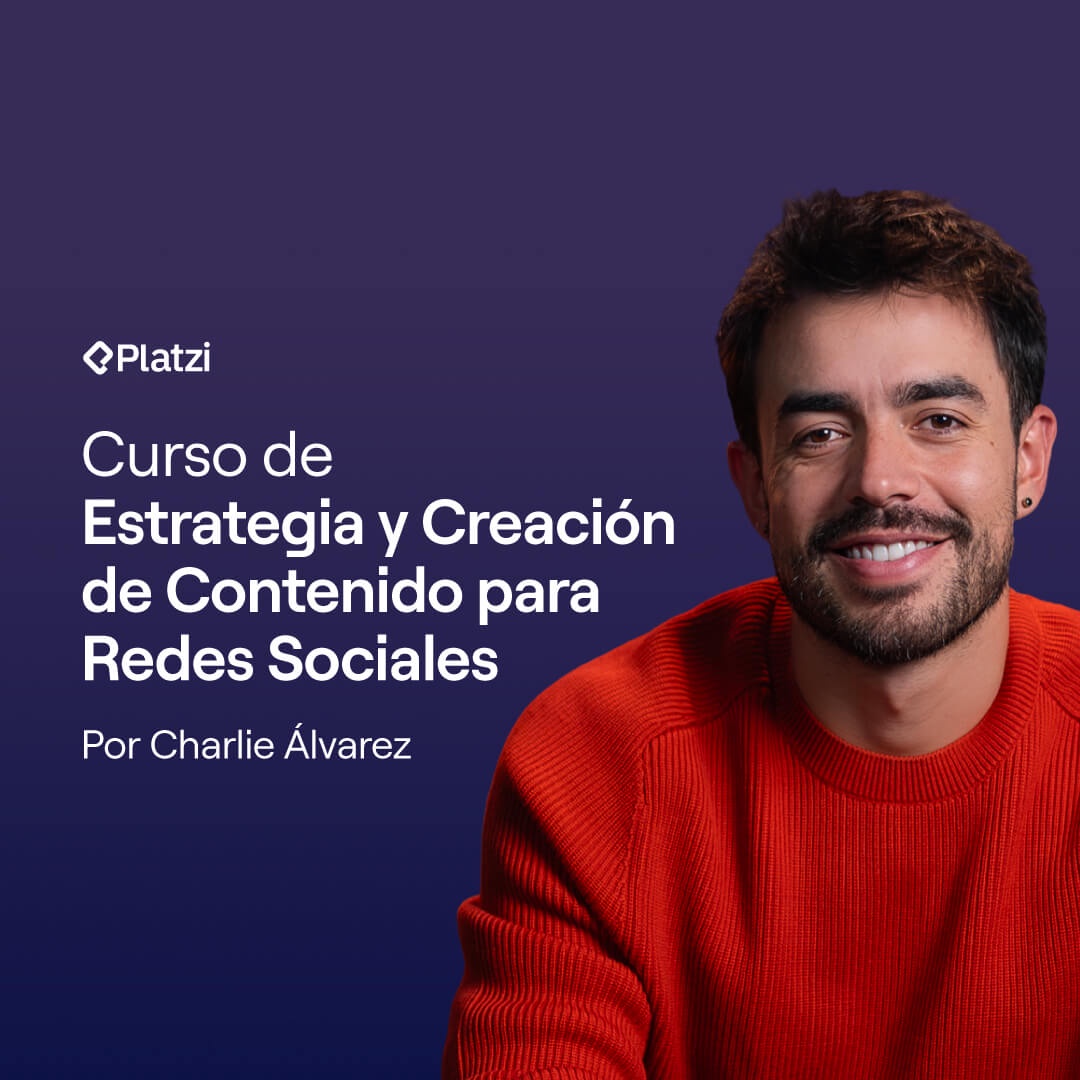 Platzi
Curso de
Estrategia y Creación
de Contenido para
Redes Sociales
Por Charlie Álvarez